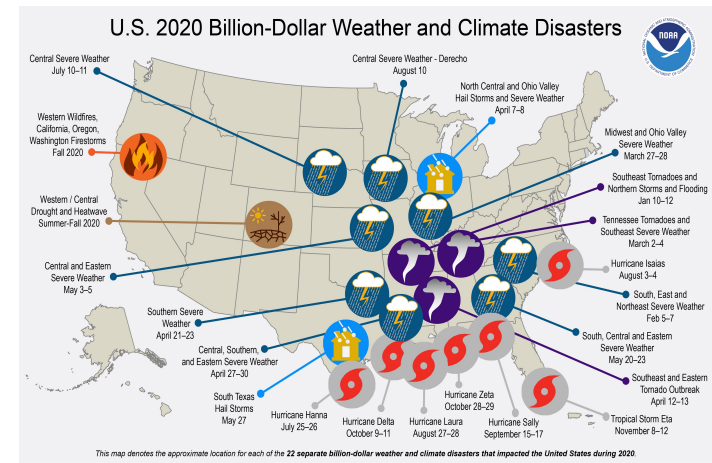 U.S. 2020 Billion-Dollar Weather and Climate Disasters
NOAA
Central Severe Weather
July 10–11
Central Severe Weather - Derecho
August 10
North Central and Ohio Valley
Hail Storms and Severe Weather
April 7–8
Western Wildfires,
California, Oregon,
Washington Firestorms
Fall 2020
Midwest and Ohio Valley
Severe Weather
March 27–28
Southeast Tornadoes and
Northern Storms and Flooding
Jan 10–12
Western / Central
Drought and Heatwave
Summer-Fall 2020
Tennessee Tornadoes and
Southeast Severe Weather
March 2–4
Hurricane Isaias
August 3–4
Central and Eastern
Severe Weather
May 3–5
South, East and
Northeast Severe Weather
Feb 5–7
Southern Severe
Weather
April 21–23
South, Central and Eastern
Severe Weather
May 20–23
Central, Southern,
and Eastern Severe Weather
April 27–30
Southeast and Eastern
Tornado Outbreak
April 12–13
South Texas
Hail Storms
May 27
Hurricane Hanna
July 25–26
Hurricane Delta
October 9–11
Hurricane Laura
August 27–28
Hurricane Zeta
October 28–29
Hurricane Sally
September 15–17
Tropical Storm Eta
November 8–12
This map denotes the approximate location for each of the 22 separate billion-dollar weather and climate disasters that impacted the United States during 2020.